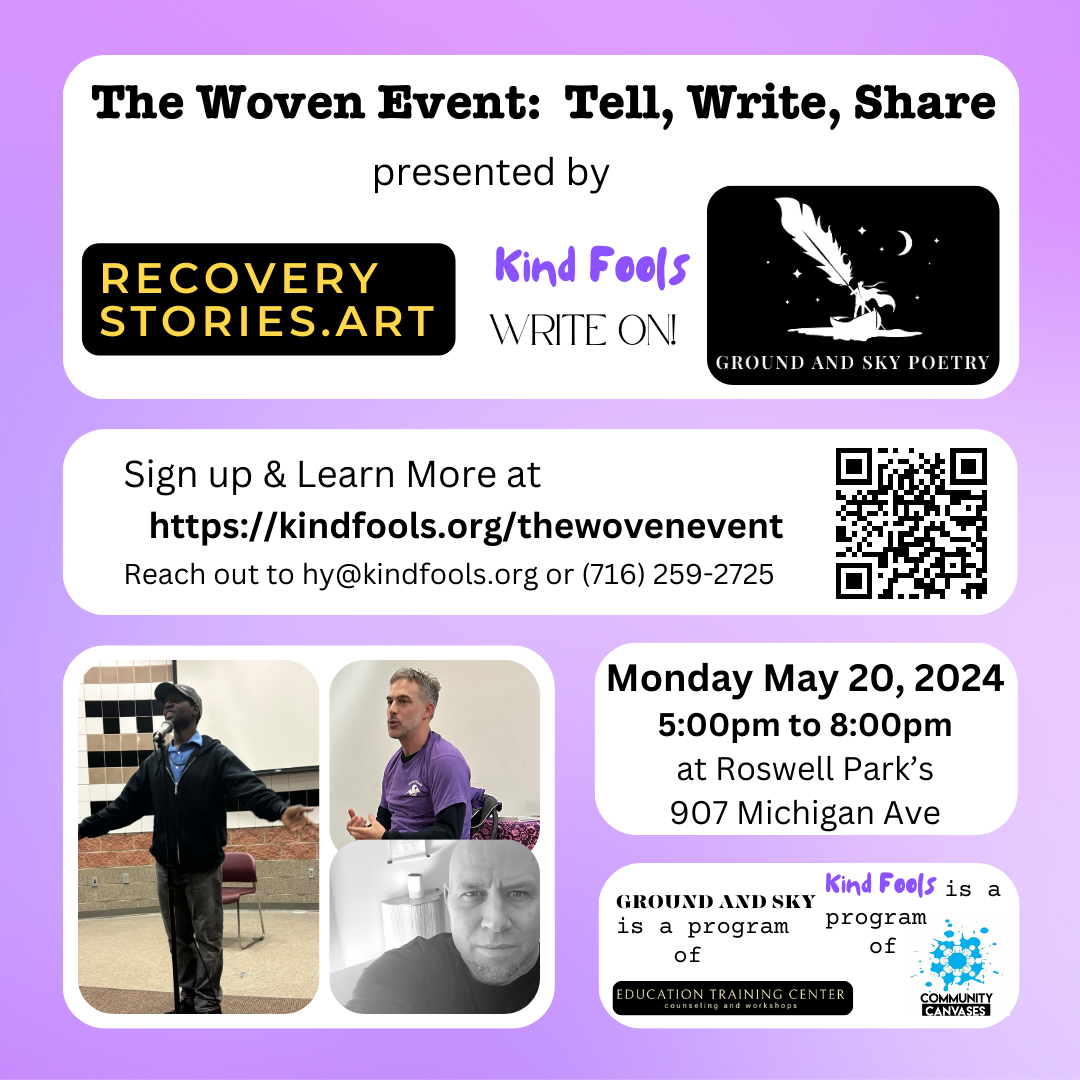 The Woven Event:  Tell, Write, Share
presented by
RECOVERY
STORIES.ART
Kind Fools
WRITE ON!
GROUND AND SKY POETRY
Sign up & Learn More at
https://kindfools.org/thewovenevent
Reach out to hy@kindfools.org or (716) 259-2725
Monday May 20, 2024
5:00pm to 8:00pm
at Roswell Park’s
907 Michigan Ave
GROUND AND SKY
is a program
of
EDUCATION TRAINING CENTER
counseling and workshops
Kind Fools is a
program
of
COMMUNITY
CANVASES